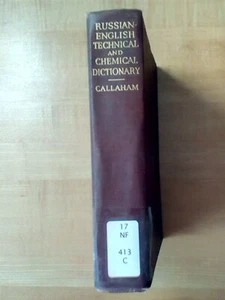 RUSSIAN-
ENGLISH
TECHNICAL
AND
CHEMICAL
DICTIONARY
CALLAHAM
17
NF
413
C